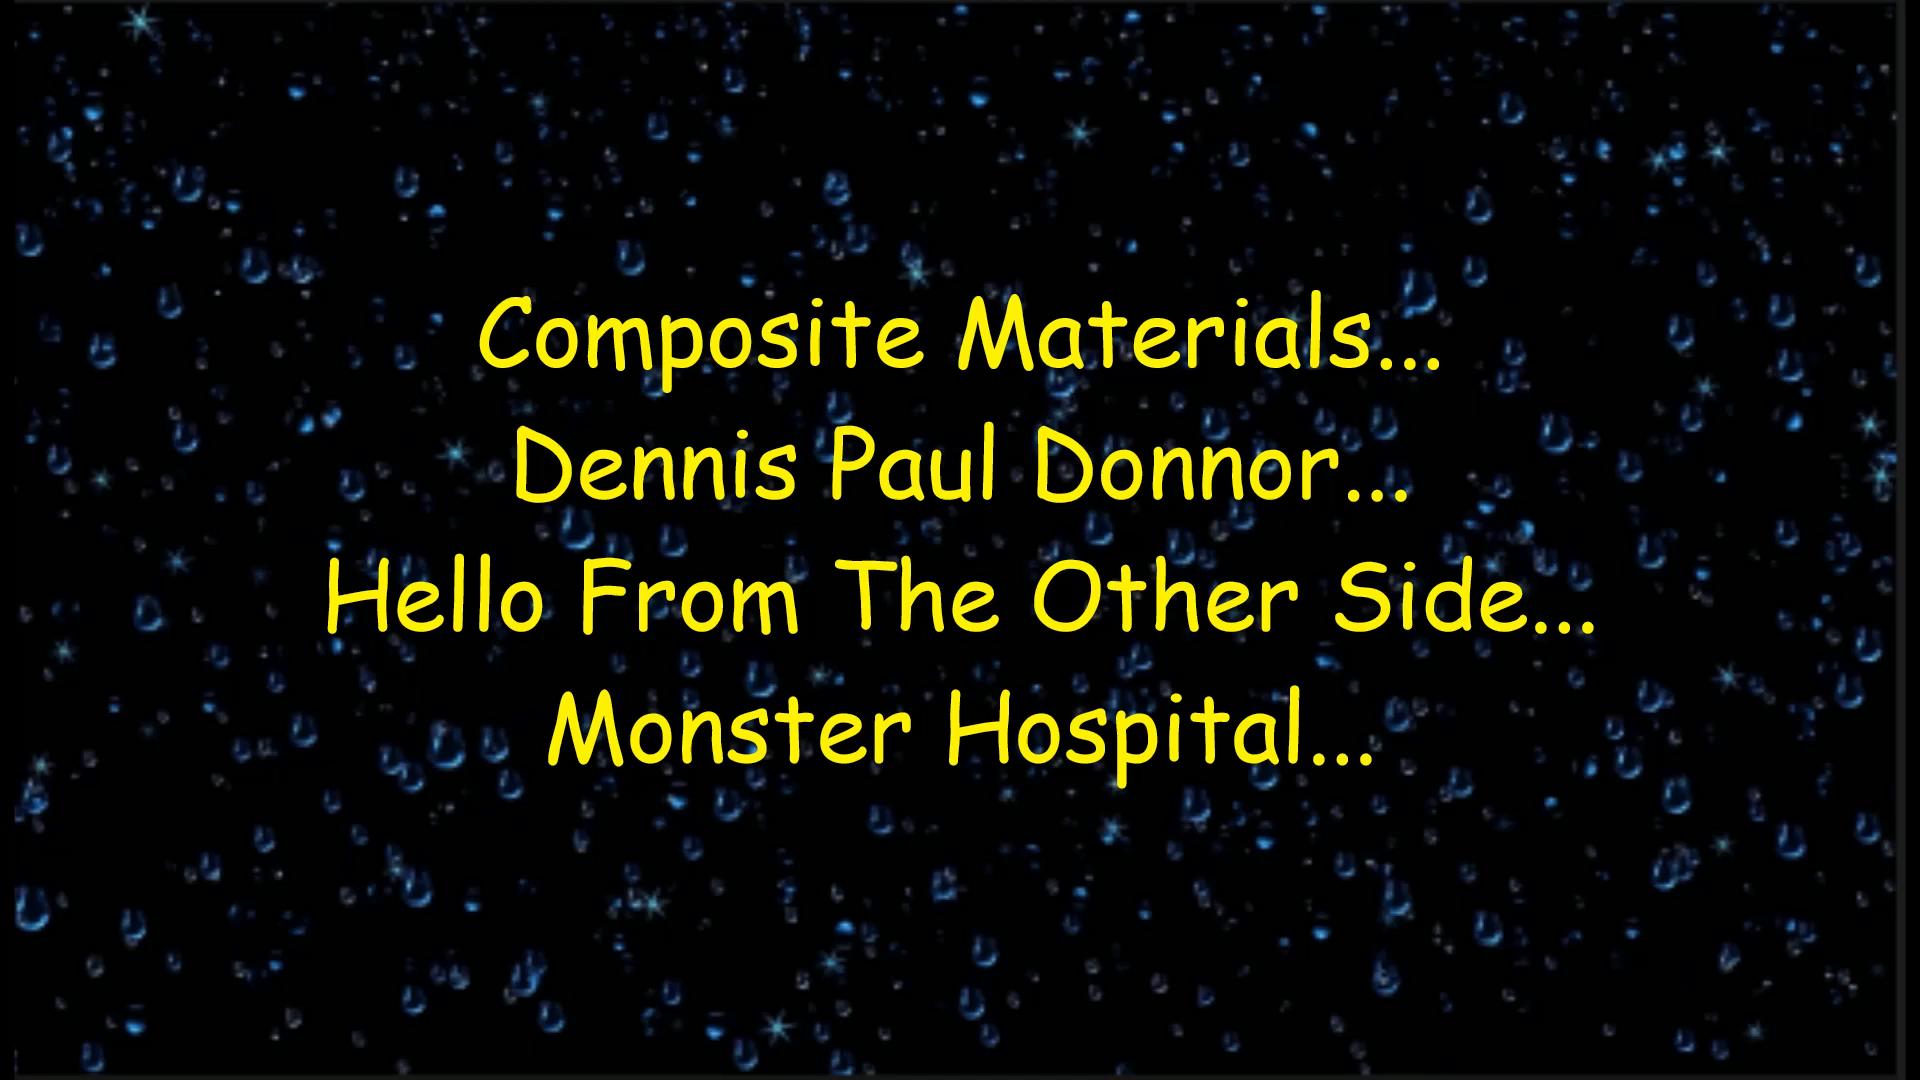 Composite Materials...
Dennis Paul Donnor...
Hello From The Other Side...
Monster Hospital...